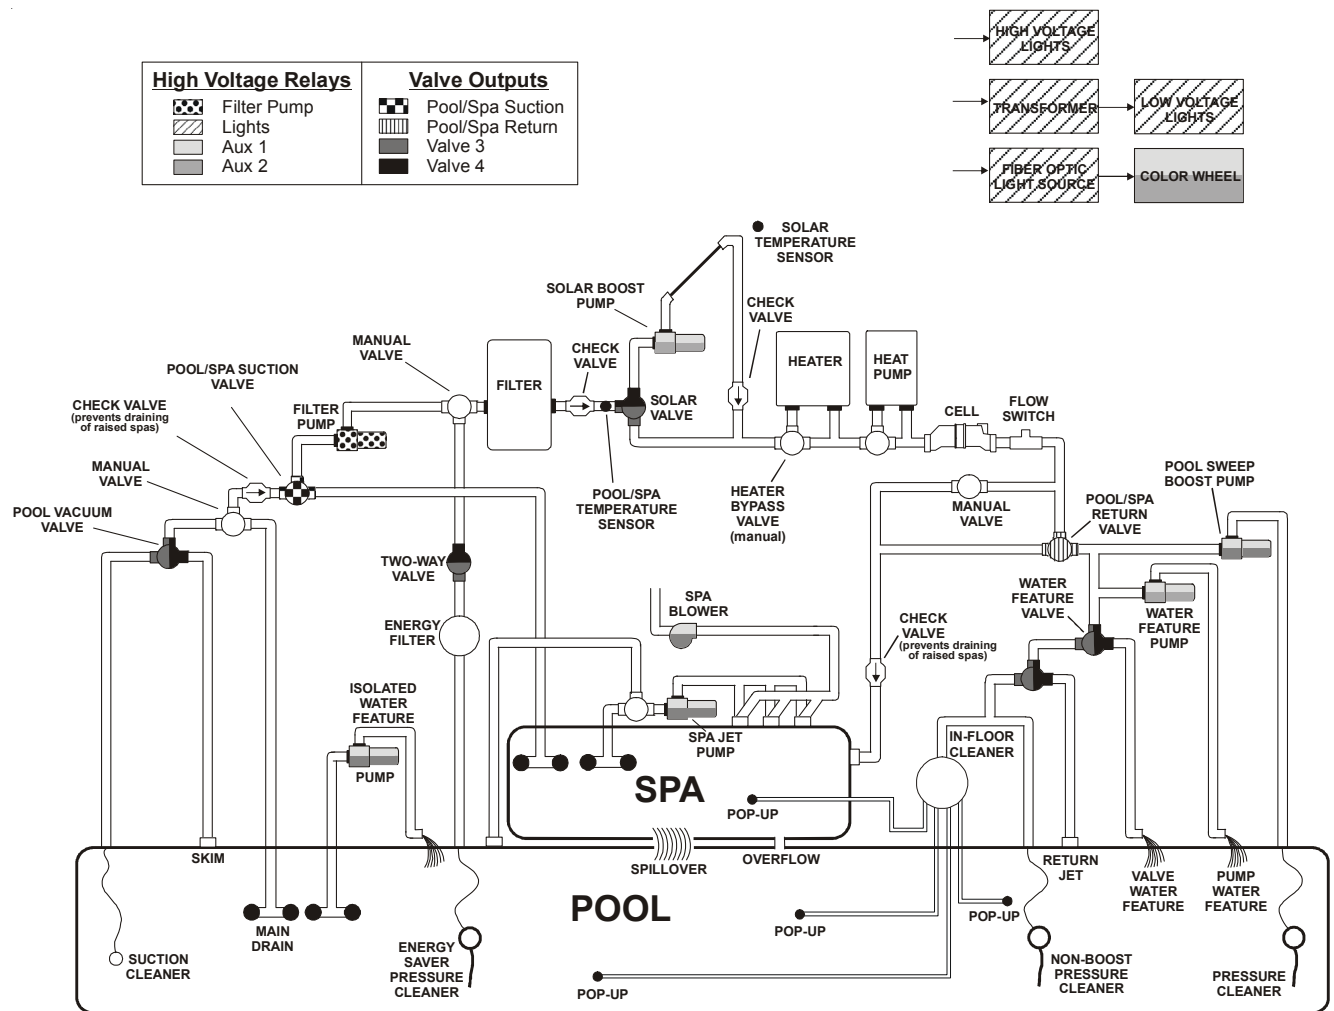 HIGH VOLTAGE
LIGHTS
TRANSFORMER
LOW VOLTAGE
LIGHTS
FIBER OPTIC
LIGHT SOURCE
COLOR WHEEL
High Voltage Relays
Filter Pump
Lights
Aux 1
Aux 2
Valve Outputs
Pool/Spa Suction
Pool/Spa Return
Valve 3
Valve 4
SOLAR
TEMPERATURE
SENSOR
SOLAR BOOST
PUMP
CHECK
VALVE
MANUAL
VALVE
CHECK
VALVE
HEATER
HEAT
PUMP
POOL/SPA SUCTION
VALVE
FILTER
SOLAR
VALVE
CELL
FLOW
SWITCH
CHECK VALVE
(prevents draining
of raised spas)
FILTER
PUMP
MANUAL
VALVE
POOL VACUUM
VALVE
POOL/SPA
TEMPERATURE
SENSOR
HEATER
BYPASS
VALVE
(manual)
MANUAL
VALVE
POOL/SPA
RETURN
VALVE
POOL SWEEP
BOOST PUMP
TWO-WAY
VALVE
ENERGY
FILTER
SPA
BLOWER
CHECK
VALVE
(prevents draining
of raised spas)
WATER
FEATURE
VALVE
WATER
FEATURE
PUMP
ISOLATED
WATER
FEATURE
PUMP
SPA JET
PUMP
IN-FLOOR
CLEANER
SPA
POP-UP
SKIM
SPILLOVER
OVERFLOW
RETURN
JET
VALVE
WATER
FEATURE
PUMP
WATER
FEATURE
POOL
MAIN
DRAIN
POP-UP
POP-UP
SUCTION
CLEANER
ENERGY
SAVER
PRESSURE
CLEANER
POP-UP
NON-BOOST
PRESSURE
CLEANER
PRESSURE
CLEANER